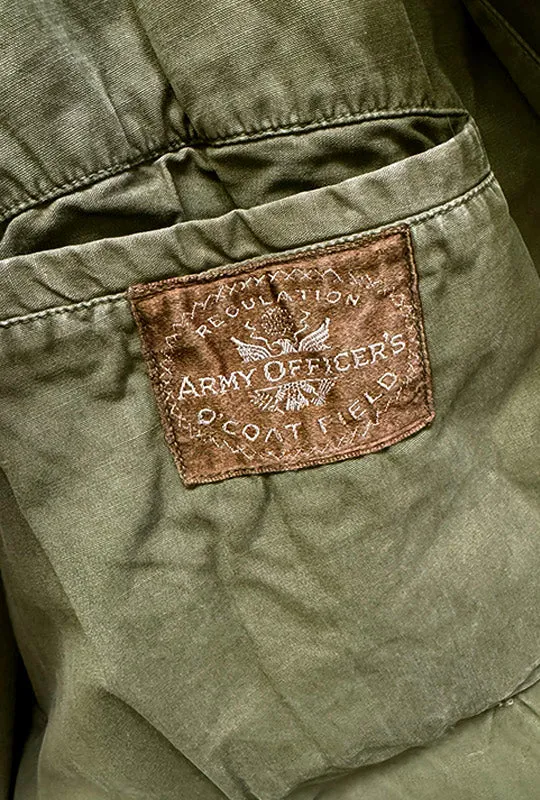 REGULATION
ARMY OFFICER'S
O'COAT FIELD